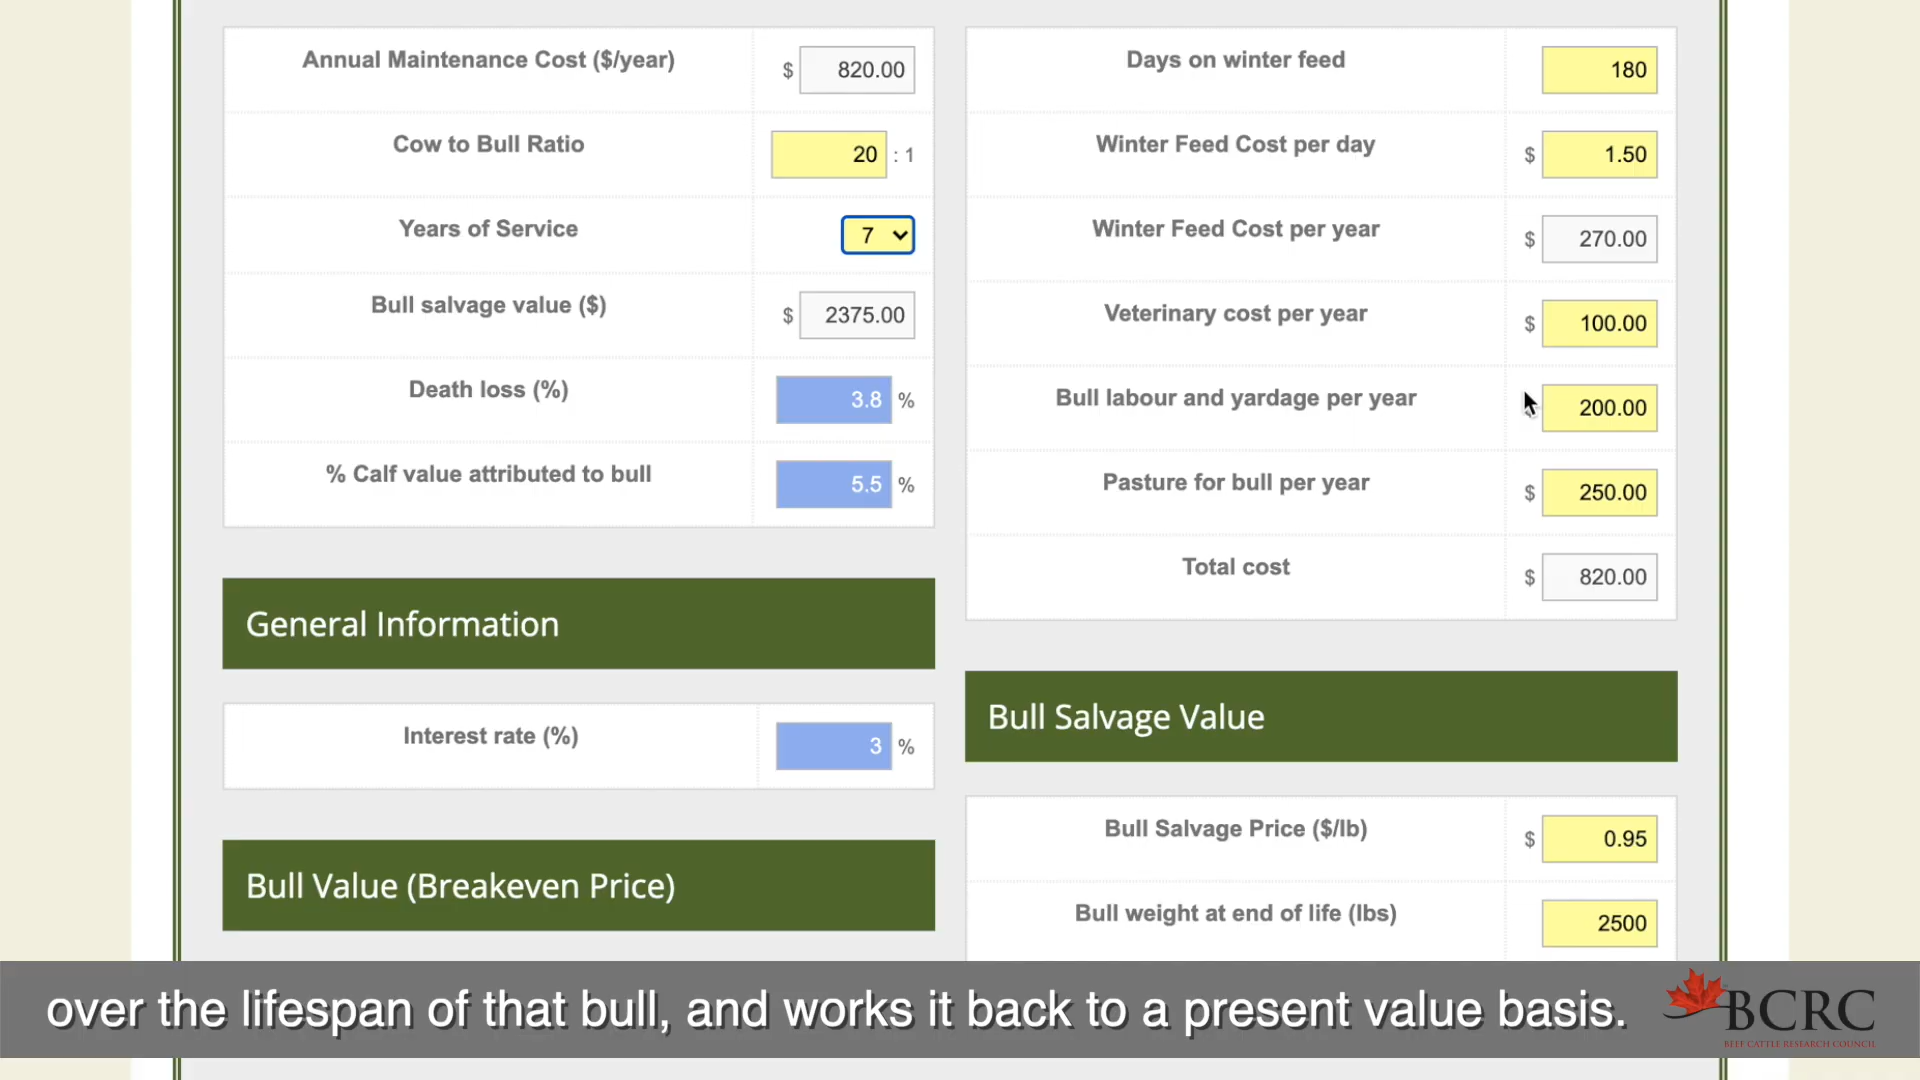 Annual Maintenance Cost ($/year) $ 820.00
Cow to Bull Ratio 20 : 1
Years of Service 7
Bull salvage value ($) $ 2375.00
Death loss (%) 3.8 %
% Calf value attributed to bull 5.5 %
General Information
Interest rate (%) 3 %
Bull Value (Breakeven Price)
Days on winter feed 180
Winter Feed Cost per day $ 1.50
Winter Feed Cost per year $ 270.00
Veterinary cost per year $ 100.00
Bull labour and yardage per year 200.00
Pasture for bull per year $ 250.00
Total cost $ 820.00
Bull Salvage Value
Bull Salvage Price ($/lb) $ 0.95
Bull weight at end of life (lbs) 2500
over the lifespan of that bull, and works it back to a present value basis.
BCRC
BEEF CATTLE RESEARCH COUNCIL